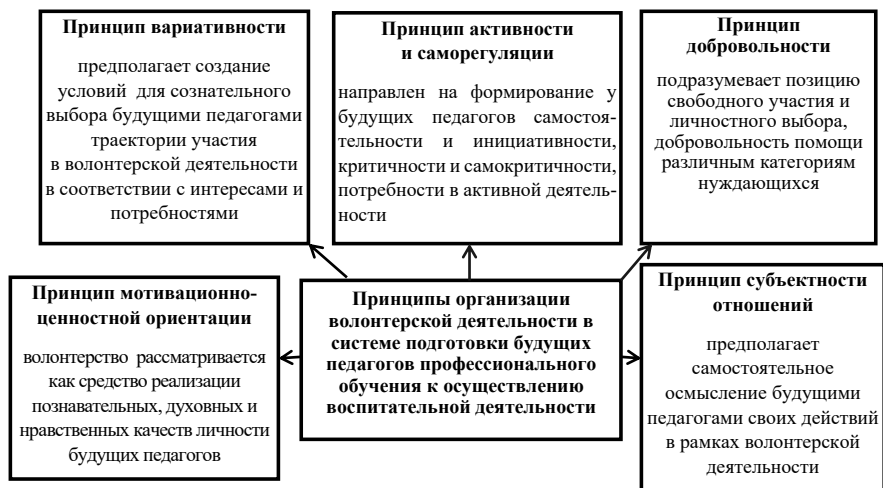 Принцип вариативности
предполагает создание
условий для сознательного
выбора будущими педагогами
траектории участия
в волонтерской деятельности
в соответствии с интересами и
потребностями
Принцип активности
и саморегуляции
направлен на формирование у
будущих педагогов самостоя-
тельности и инициативности,
критичности и самокритичности,
потребности в активной деятель-
ности
Принцип
добровольности
подразумевает позицию
свободного участия и
личностного выбора,
добровольность помощи
различным категориям
нуждающихся
Принцип мотивационно-
ценностной ориентации
волонтерство рассматривается
как средство реализации
познавательных, духовных и
нравственных качеств личности
будущих педагогов
Принципы организации
волонтерской деятельности в
системе подготовки будущих
педагогов профессионального
обучения к осуществлению
воспитательной деятельности
Принцип субъектности
отношений
предполагает
самостоятельное
осмысление будущими
педагогами своих действий
в рамках волонтерской
деятельности